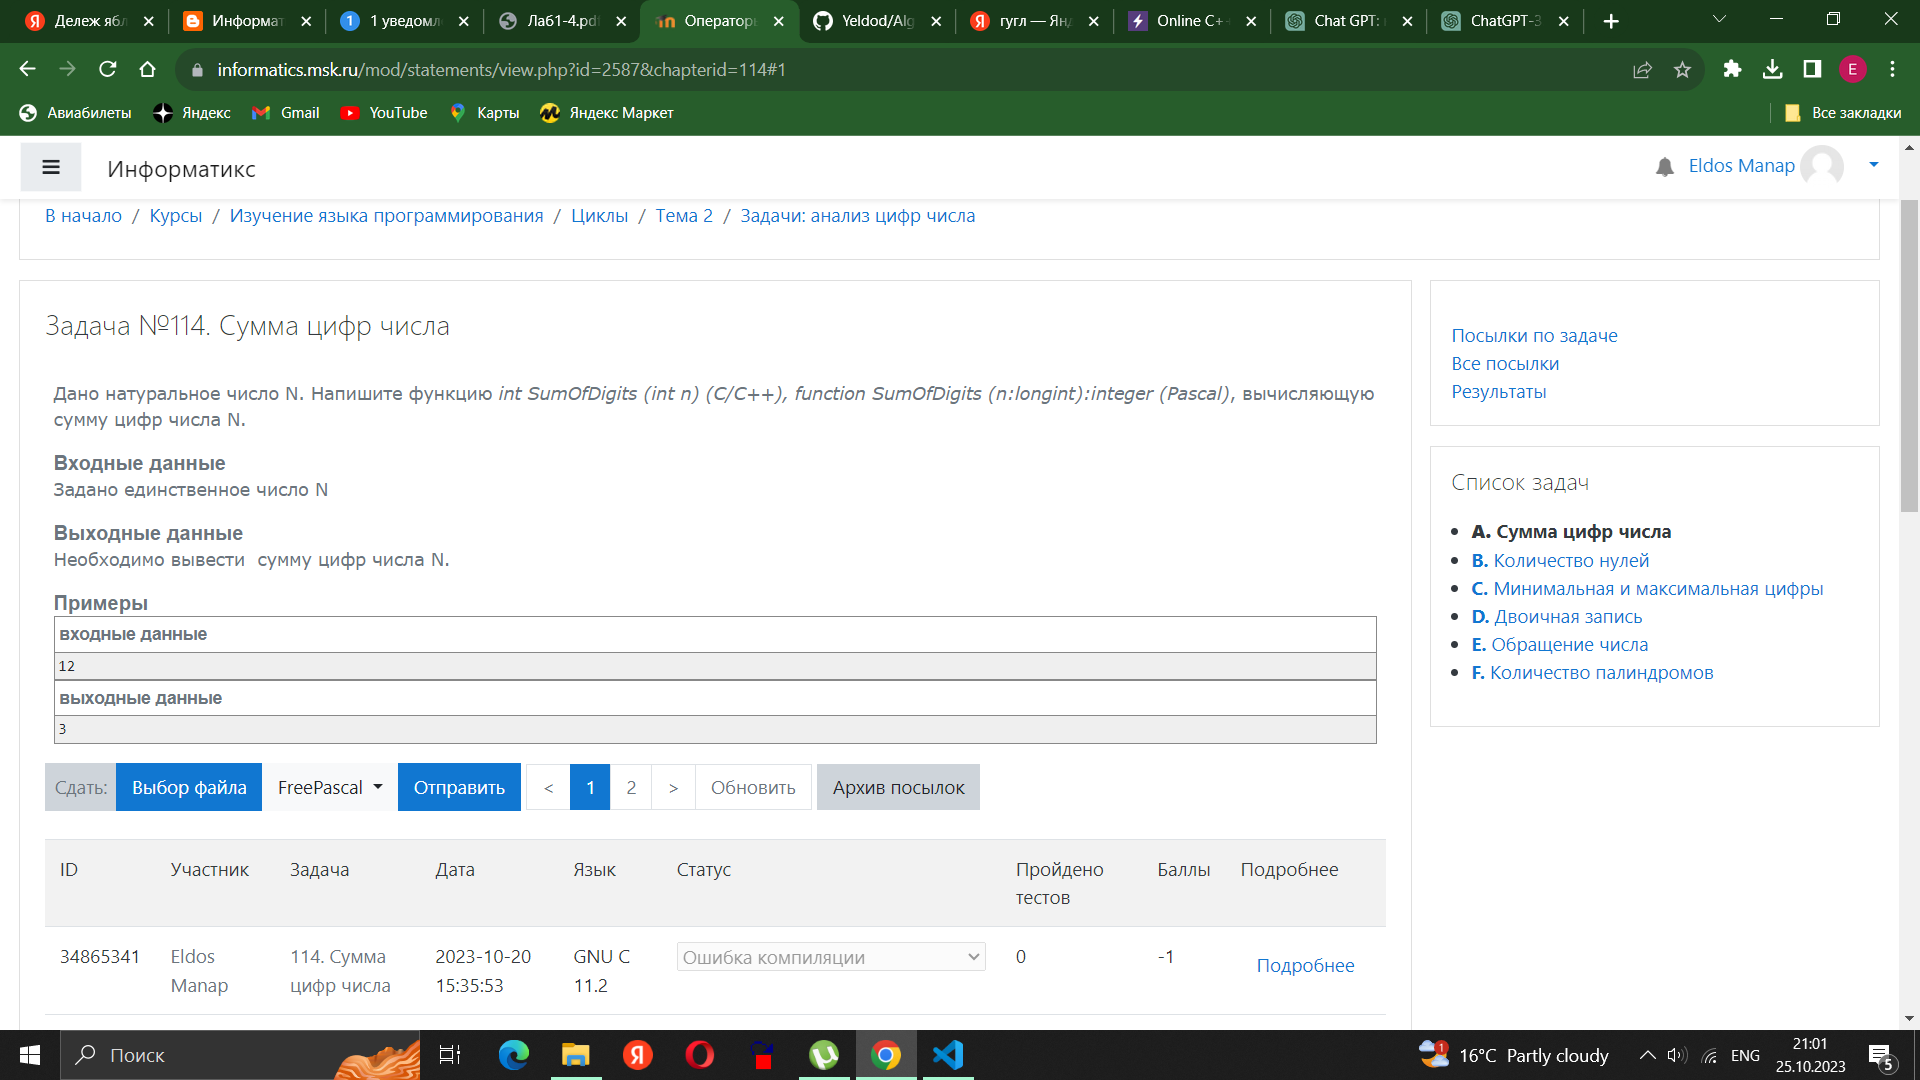 Дележ ябл
Информат
1 уведомл
Лаб1-4.pdf
Операторы
Yeldod/Alg
гугл — Янд
Online C+
Chat GPT:
ChatGPT-3
informatics.msk.ru/mod/statements/view.php?id=2587&chapterid=114#1
E
Авиабилеты
Яндекс
Gmail
YouTube
Карты
Яндекс Маркет
Все закладки
Информатикс
Eldos Manap
В начало / Курсы / Изучение языка программирования / Циклы / Тема 2 / Задачи: анализ цифр числа
Задача №114. Сумма цифр числа
Дано натуральное число N. Напишите функцию int SumOfDigits (int n) (C/C++), function SumOfDigits (n:longint):integer (Pascal), вычисляющую
сумму цифр числа N.
Входные данные
Задано единственное число N
Выходные данные
Необходимо вывести сумму цифр числа N.
Примеры
входные данные
12
выходные данные
3
Сдать: Выбор файла FreePascal Отправить < 1 2 > Обновить Архив посылок
ID Участник Задача Дата Язык Статус Пройдено тестов Баллы Подробнее
34865341 Eldos Manap 114. Сумма цифр числа 2023-10-20 15:35:53 GNU C 11.2 Ошибка компиляции 0 -1 Подробнее
Посылки по задаче
Все посылки
Результаты
Список задач
A. Сумма цифр числа
B. Количество нулей
C. Минимальная и максимальная цифры
D. Двоичная запись
E. Обращение числа
F. Количество палиндромов
Поиск
1
16°C Partly cloudy
ENG
21:01
25.10.2023
5